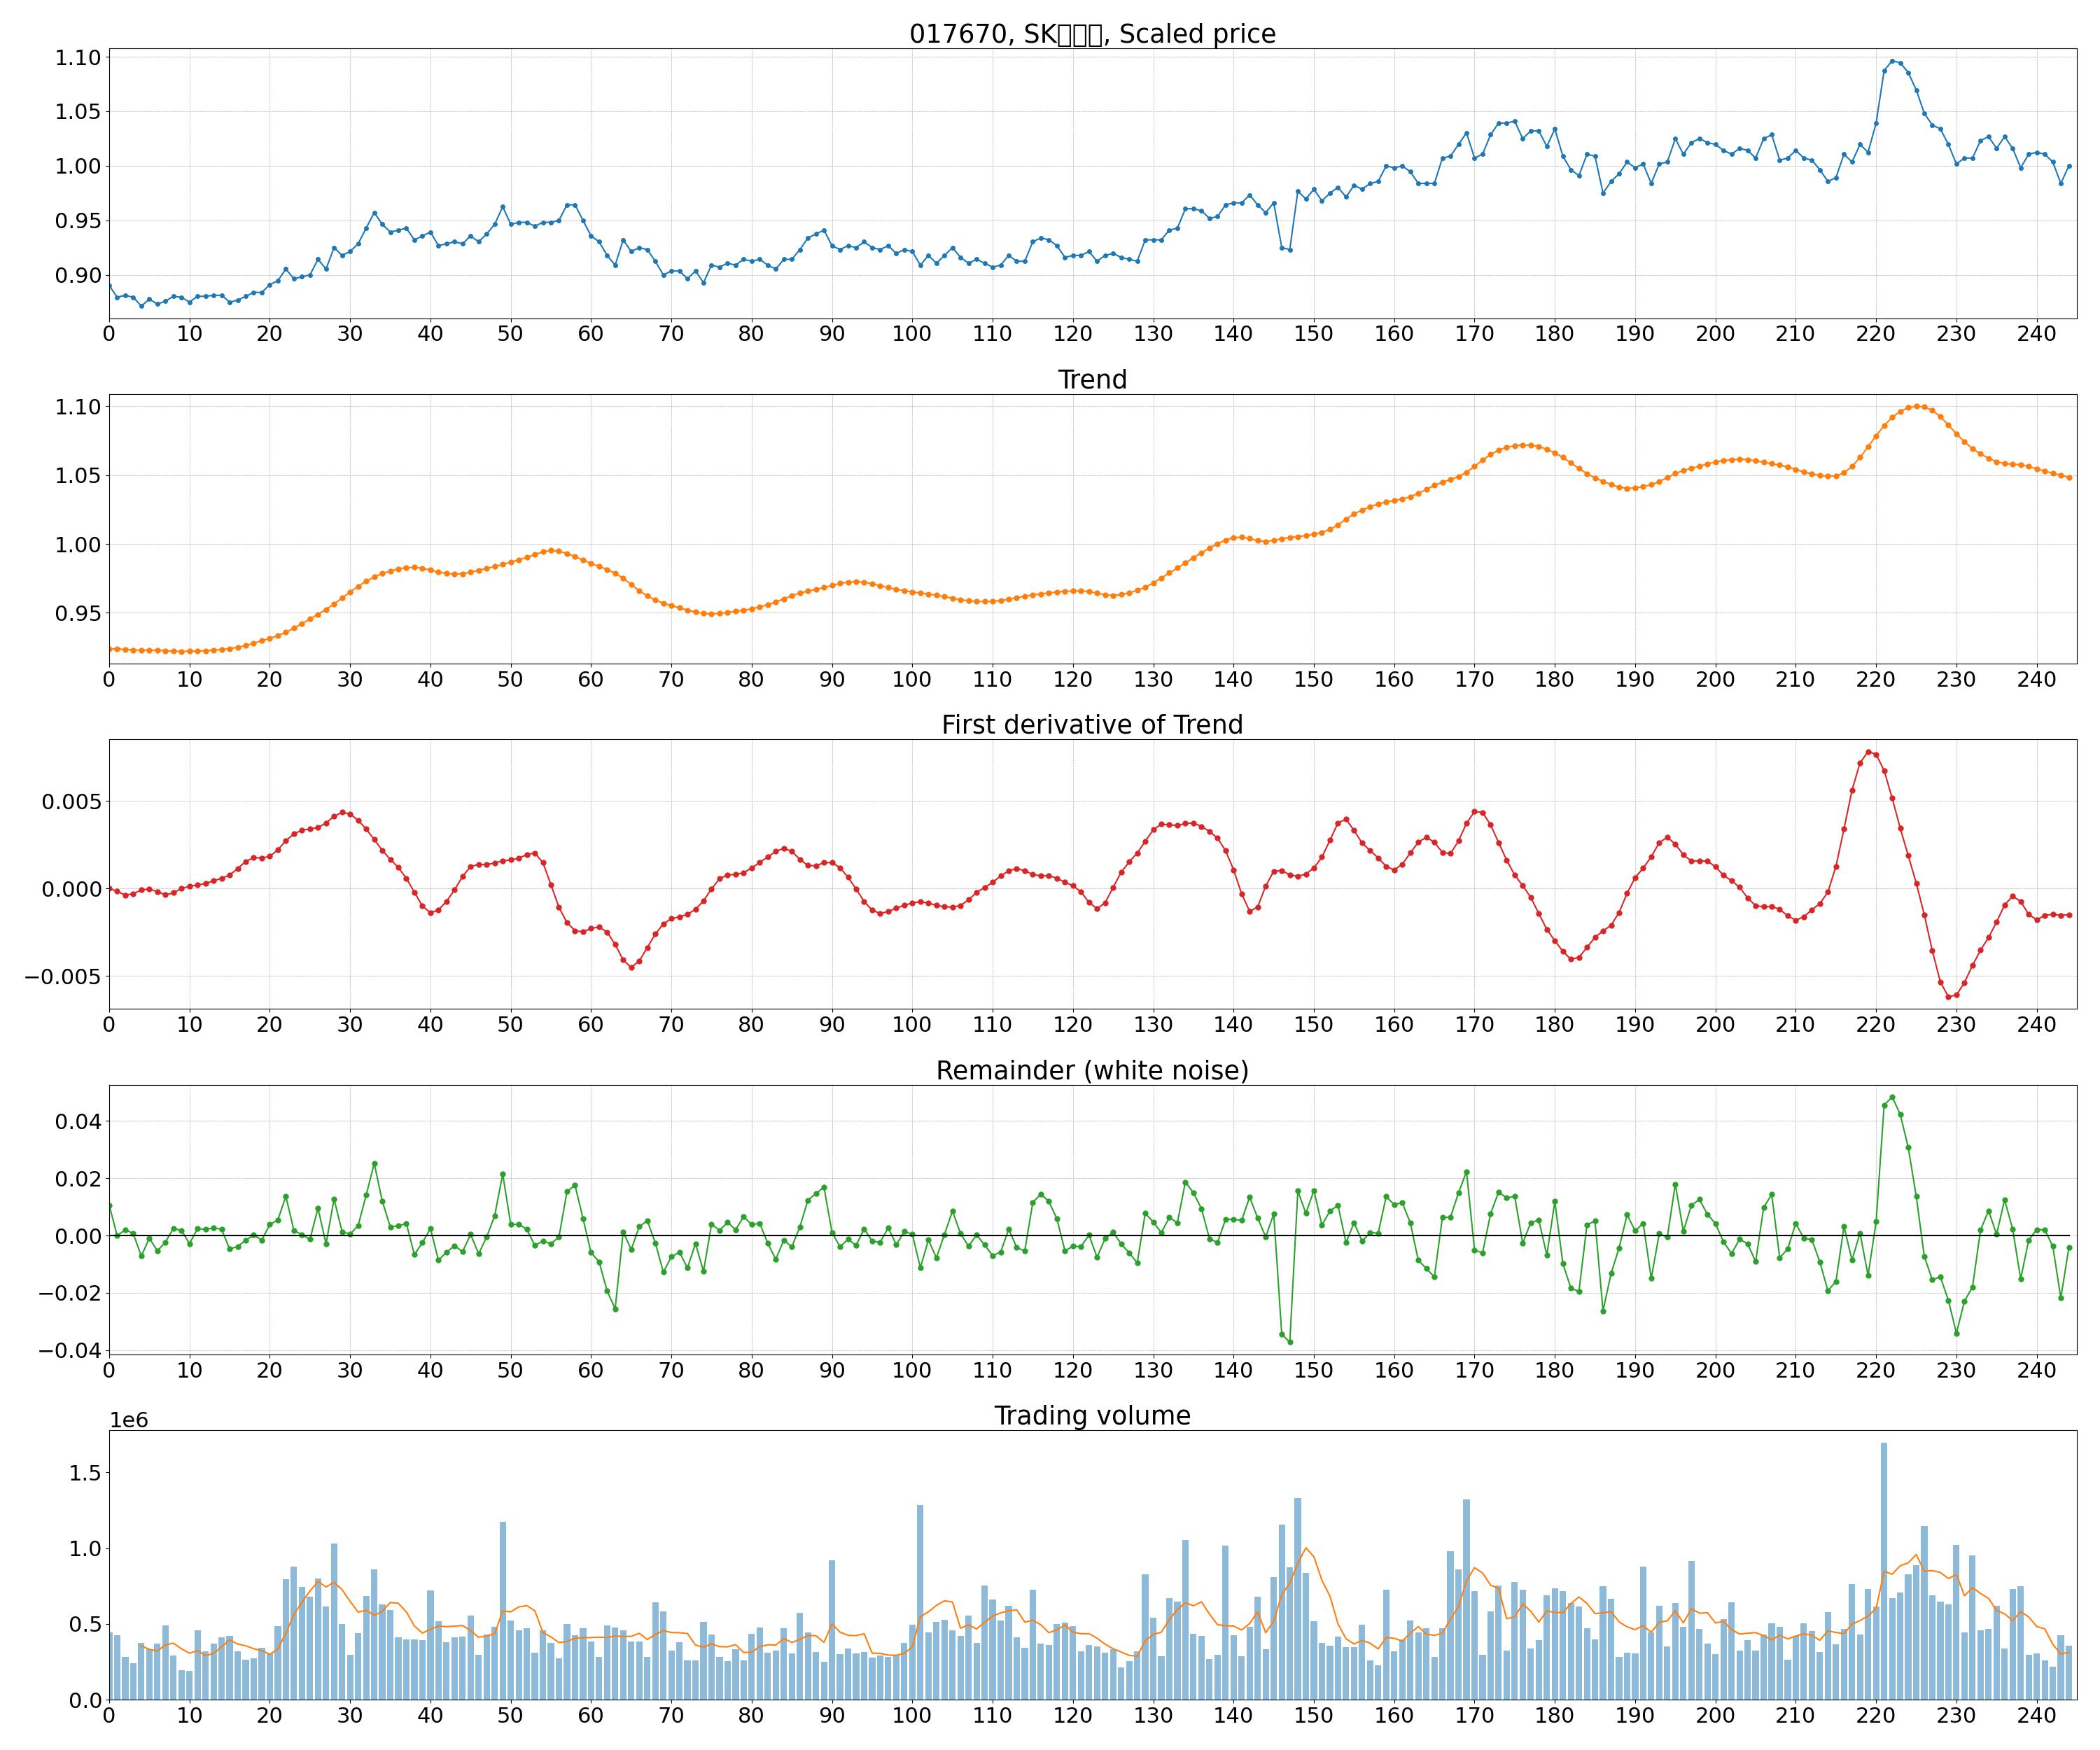 017670, SK□□□, Scaled price
1.10
1.05
1.00
0.95
0.90
0 10 20 30 40 50 60 70 80 90 100 110 120 130 140 150 160 170 180 190 200 210 220 230 240
Trend
1.10
1.05
1.00
0.95
0 10 20 30 40 50 60 70 80 90 100 110 120 130 140 150 160 170 180 190 200 210 220 230 240
First derivative of Trend
0.005
0.000
−0.005
0 10 20 30 40 50 60 70 80 90 100 110 120 130 140 150 160 170 180 190 200 210 220 230 240
Remainder (white noise)
0.04
0.02
0.00
−0.02
−0.04
0 10 20 30 40 50 60 70 80 90 100 110 120 130 140 150 160 170 180 190 200 210 220 230 240
Trading volume
1e6
1.5
1.0
0.5
0.0
0 10 20 30 40 50 60 70 80 90 100 110 120 130 140 150 160 170 180 190 200 210 220 230 240